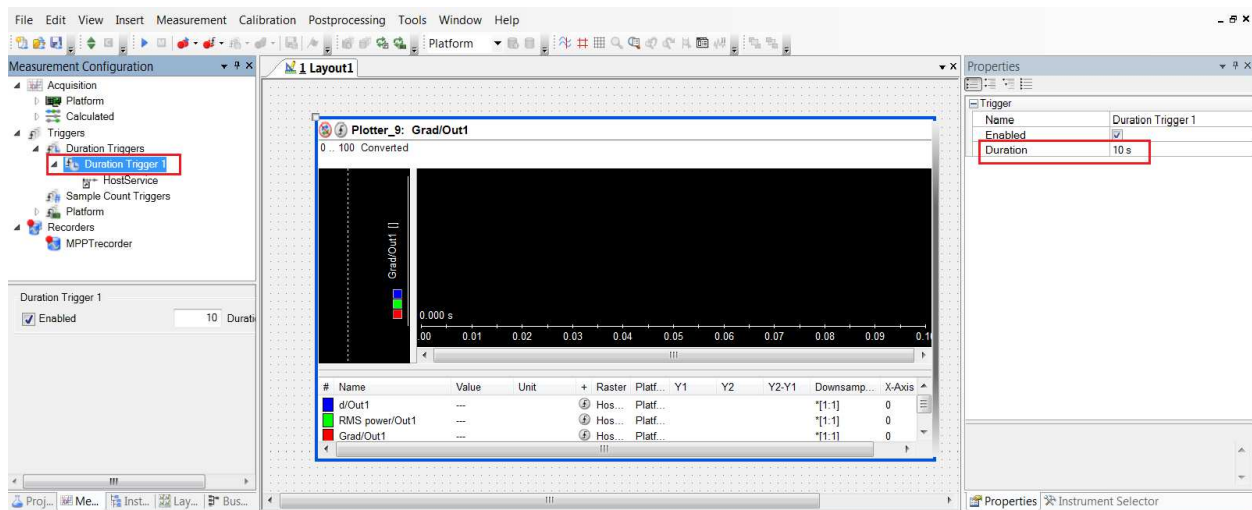 File Edit View Insert Measurement Calibration Postprocessing Tools Window Help
Platform
Measurement Configuration
Acquisition
Platform
Calculated
Triggers
Duration Triggers
Duration Trigger 1
HostService
Sample Count Triggers
Platform
Recorders
MPPTrecorder
Duration Trigger 1
Enabled 10 Durati
Proj... Me... Inst... Lay... Bus...
1 Layout1
Plotter_9: Grad/Out1
0 .. 100 Converted
Grad/Out1 []
0.000 s
.00 0.01 0.02 0.03 0.04 0.05 0.06 0.07 0.08 0.09 0.1
# Name Value Unit + Raster Platf... Y1 Y2 Y2-Y1 Downsamp... X-Axis
d/Out1 --- Hos... Platf... *[1:1] 0
RMS power/Out1 --- Hos... Platf... *[1:1] 0
Grad/Out1 --- Hos... Platf... *[1:1] 0
Properties
Trigger
Name Duration Trigger 1
Enabled
Duration 10 s
Properties Instrument Selector